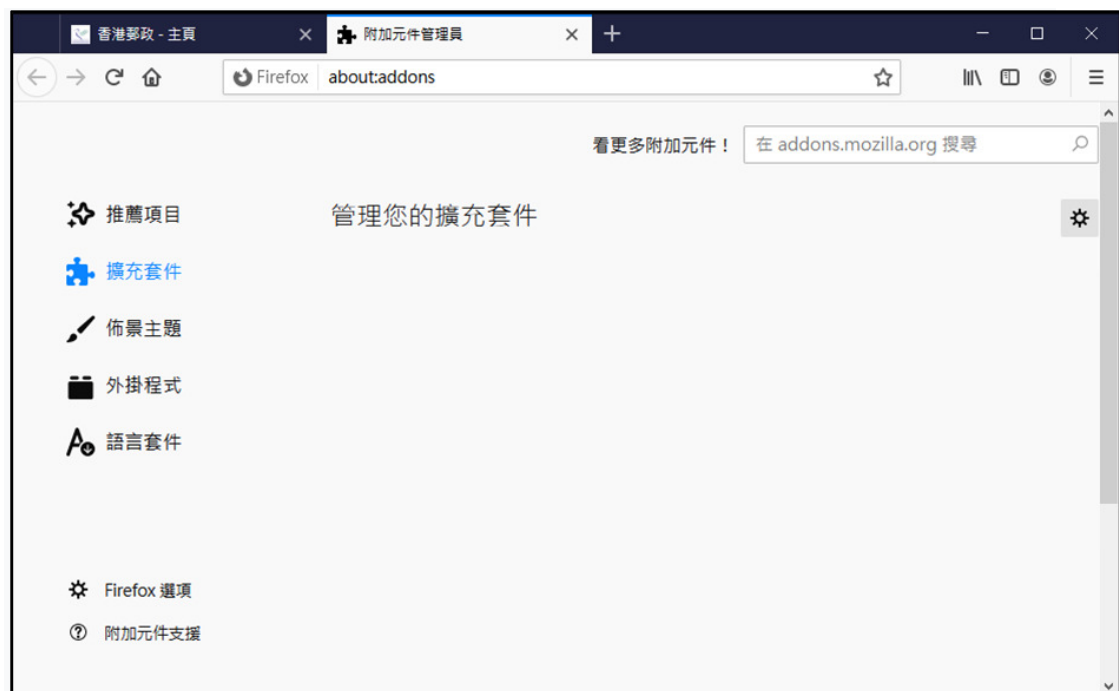 香港郵政 - 主頁
附加元件管理員
Firefox about:addons
看更多附加元件！ 在 addons.mozilla.org 搜尋
推薦項目
管理您的擴充套件
擴充套件
佈景主題
外掛程式
語言套件
Firefox 選項
附加元件支援